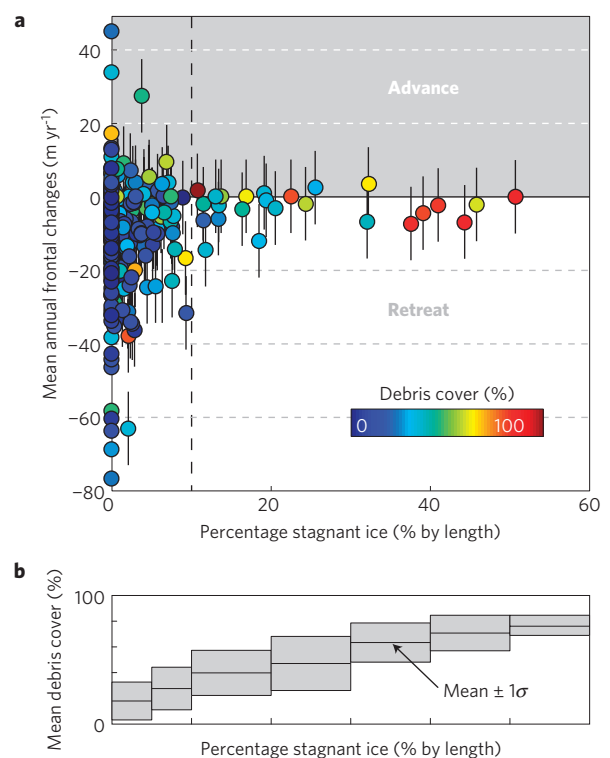 a
40
20
0
−20
−40
−60
−80
Mean annual frontal changes (m yr⁻¹)
Advance
Retreat
Debris cover (%)
0 100
0 20 40 60
Percentage stagnant ice (% by length)
b
100
0
Mean debris cover (%)
Mean ± 1σ
Percentage stagnant ice (% by length)